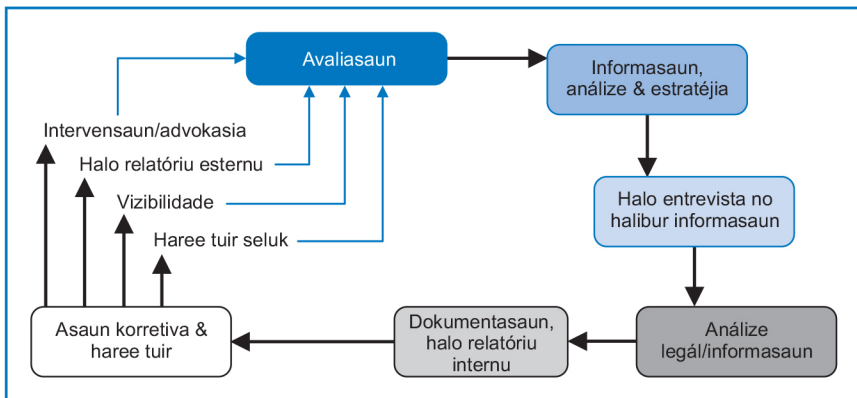 Avaliasaun
Informasaun,
análize & estratéjia
Intervensaun/advokasia
Halo relatóriu esternu
Vizibilidade
Haree tuir seluk
Halo entrevista no
halibur informasaun
Asaun korretiva &
haree tuir
Dokumentasaun,
halo relatóriu
internu
Análize
legál/informasaun